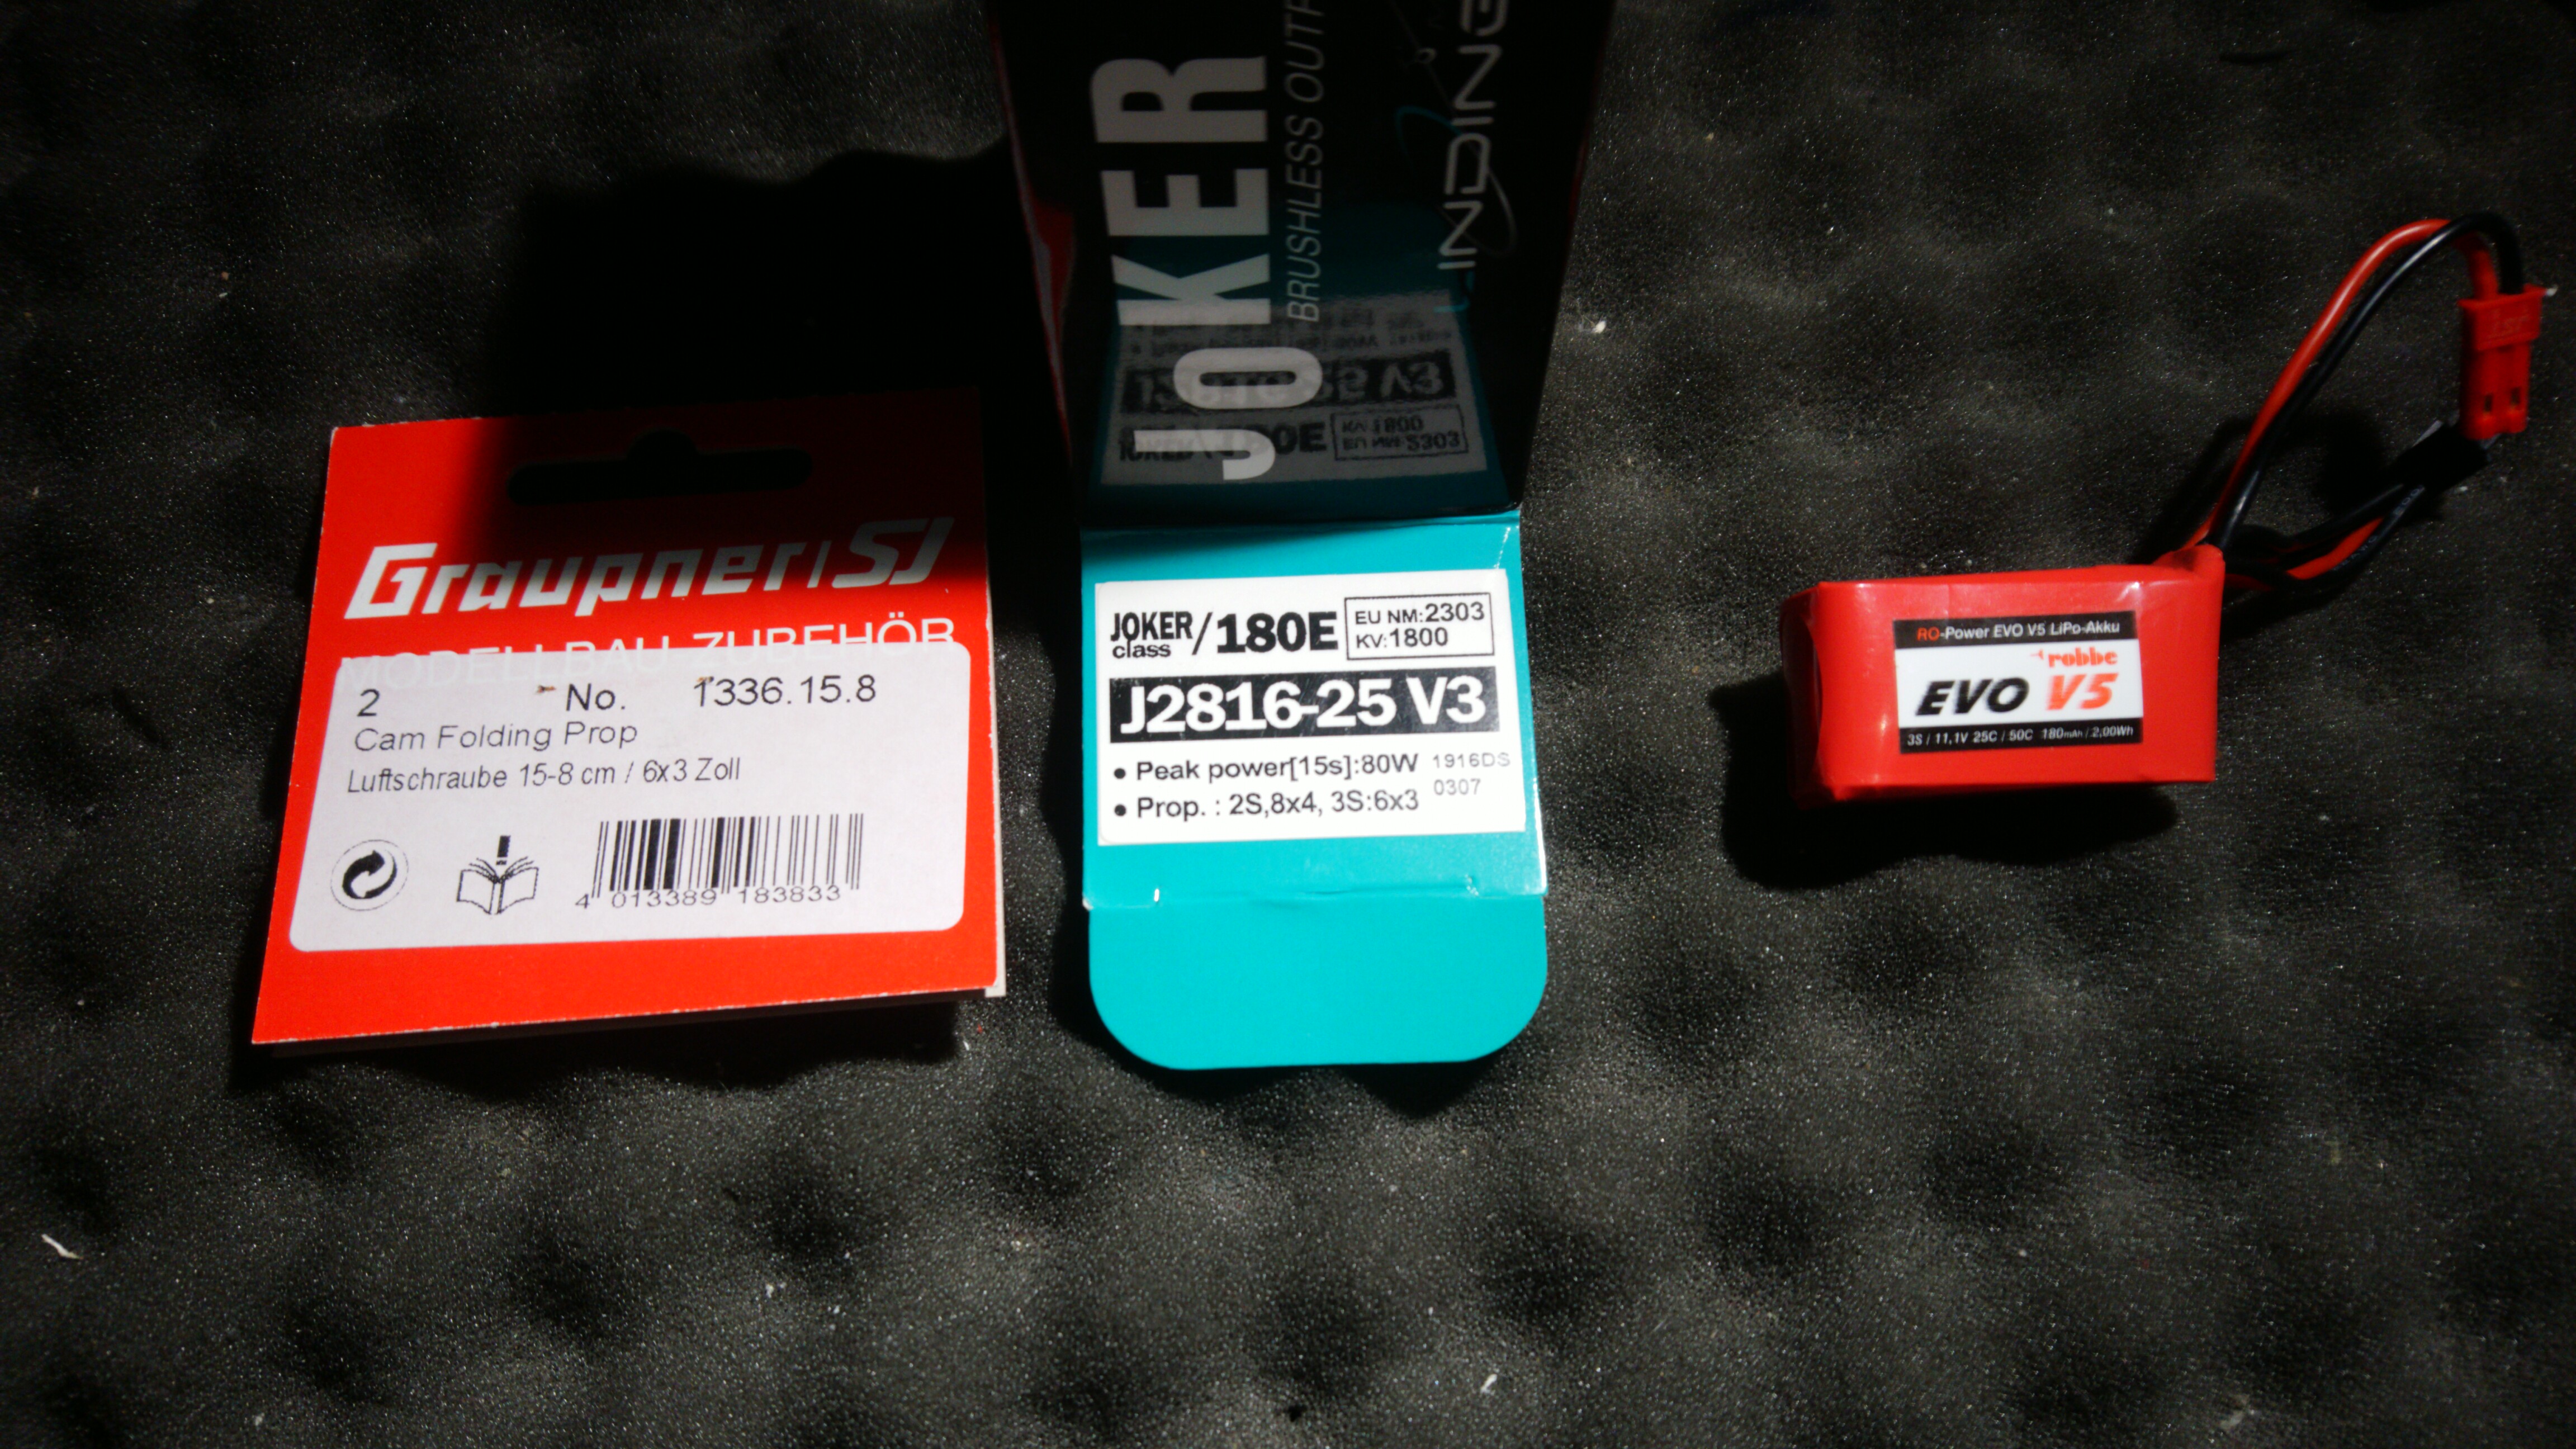 Graupner/SJ
MODELLBAU-ZUBEHÖR
2 No. 1336.15.8
Cam Folding Prop
Luftschraube 15-8 cm / 6x3 Zoll
4 013389 183833
JOKER
BRUSHLESS
JOKER class / 180E
EU NM:2303
KV:1800
J2816-25 V3
• Peak power[15s]:80W 1916DS
• Prop. : 2S,8x4, 3S:6x3 0307
RO-Power EVO V5 LiPo-Akku
robbe
EVO V5
3S / 11,1V 25C / 50C 180mAh / 2,00Wh